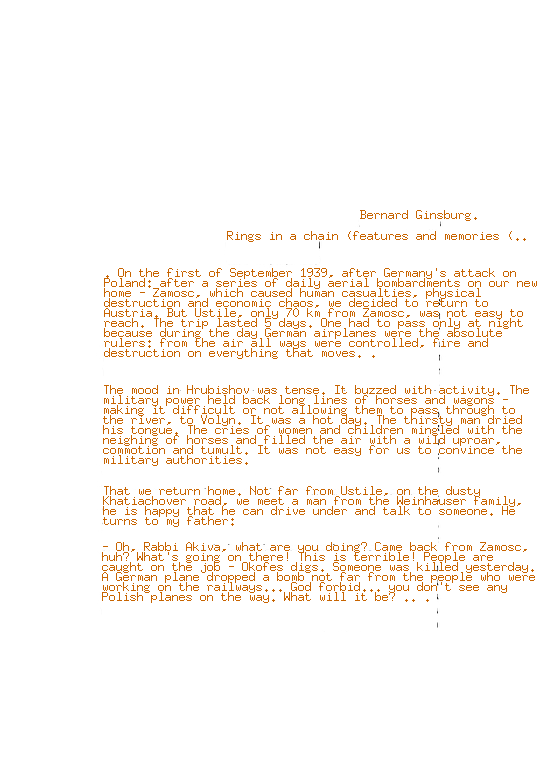 Bernard Ginsburg.
Rings in a chain (features and memories (..
. On the first of September 1939, after Germany's attack on
Poland: after a series of daily aerial bombardments on our new
home - Zamosc, which caused human casualties, physical
destruction and economic chaos, we decided to return to
Austria. But Ustile, only 70 km from Zamosc, was not easy to
reach. The trip lasted 5 days. One had to pass only at night
because during the day German airplanes were the absolute
rulers: from the air all ways were controlled, fire and
destruction on everything that moves. .
The mood in Hrubishov was tense. It buzzed with activity. The
military power held back long lines of horses and wagons -
making it difficult or not allowing them to pass through to
the river, to Volyn. It was a hot day. The thirsty man dried
his tongue. The cries of women and children mingled with the
neighing of horses and filled the air with a wild uproar,
commotion and tumult. It was not easy for us to convince the
military authorities.
That we return home. Not far from Ustile, on the dusty
Khatiachover road, we meet a man from the Weinhauser family,
he is happy that he can drive under and talk to someone. He
turns to my father:
- Oh, Rabbi Akiva, what are you doing? Came back from Zamosc,
huh? What's going on there! This is terrible! People are
caught on the job - Okofes digs. Someone was killed yesterday.
A German plane dropped a bomb not far from the people who were
working on the railways... God forbid... you don't see any
Polish planes on the way. What will it be? .. .